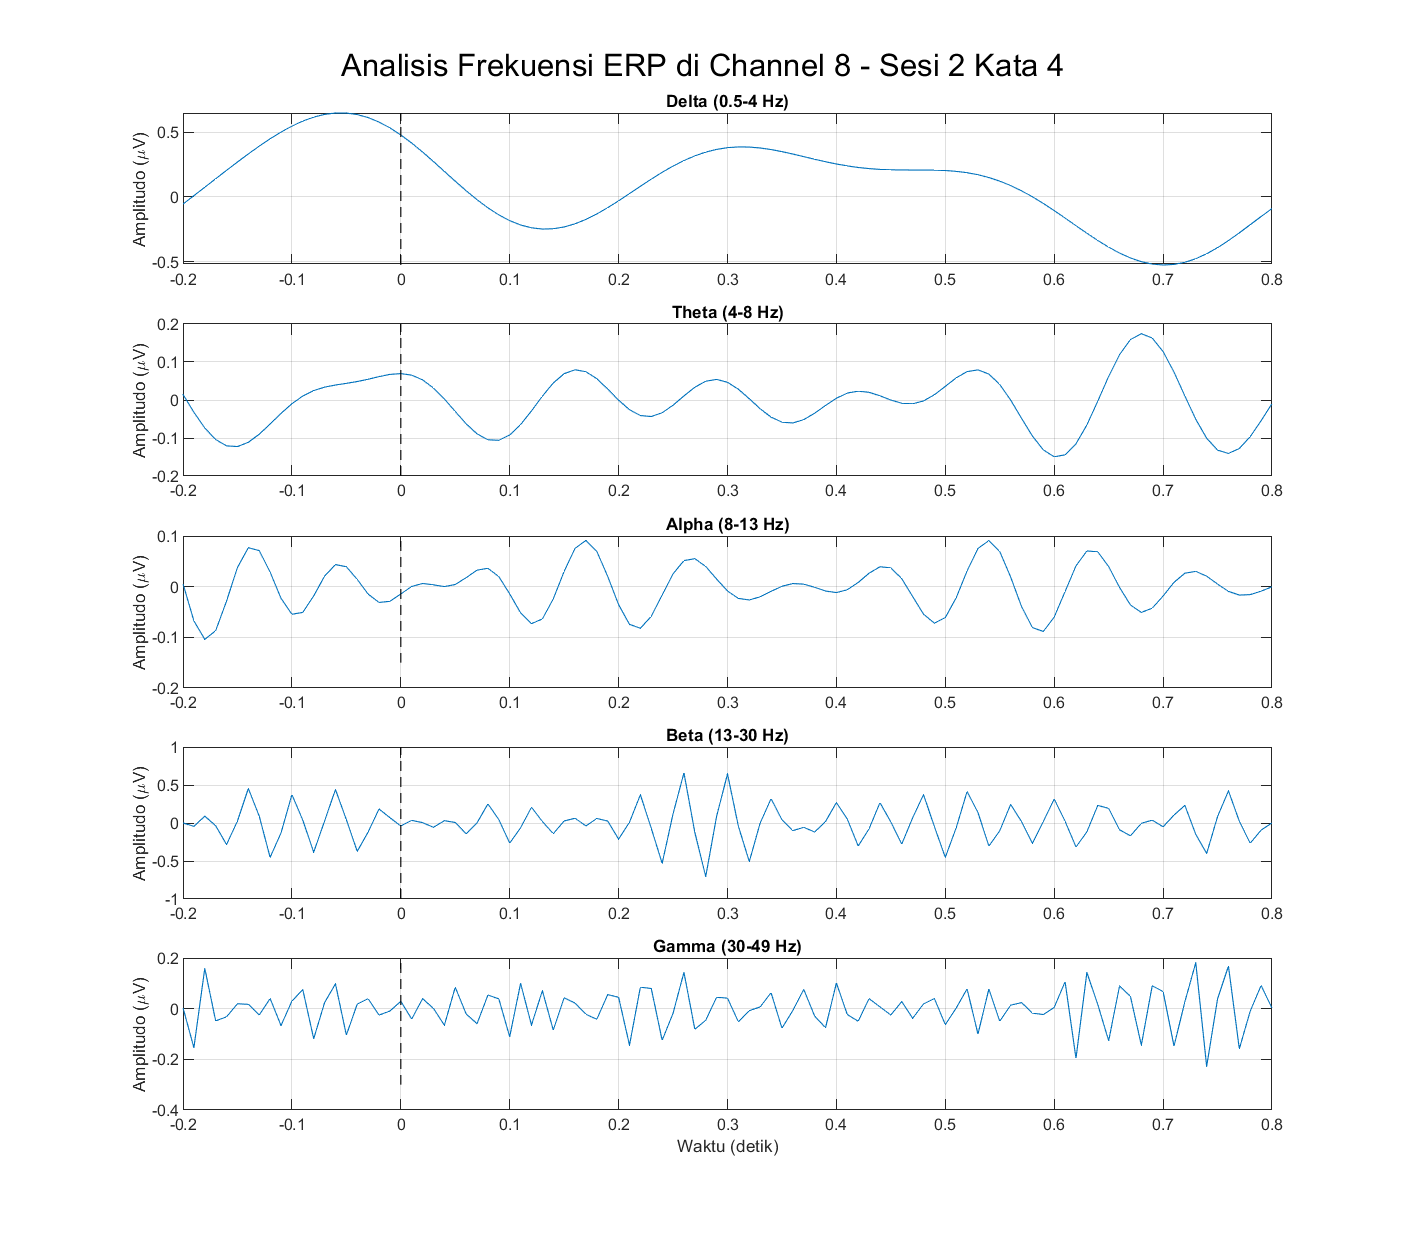 Analisis Frekuensi ERP di Channel 8 - Sesi 2 Kata 4
Delta (0.5-4 Hz)
Amplitudo (μV)
0.5
0
-0.5
-0.2 -0.1 0 0.1 0.2 0.3 0.4 0.5 0.6 0.7 0.8
Theta (4-8 Hz)
Amplitudo (μV)
0.2
0.1
0
-0.1
-0.2
-0.2 -0.1 0 0.1 0.2 0.3 0.4 0.5 0.6 0.7 0.8
Alpha (8-13 Hz)
Amplitudo (μV)
0.1
0
-0.1
-0.2
-0.2 -0.1 0 0.1 0.2 0.3 0.4 0.5 0.6 0.7 0.8
Beta (13-30 Hz)
Amplitudo (μV)
1
0.5
0
-0.5
-1
-0.2 -0.1 0 0.1 0.2 0.3 0.4 0.5 0.6 0.7 0.8
Gamma (30-49 Hz)
Amplitudo (μV)
0.2
0
-0.2
-0.4
-0.2 -0.1 0 0.1 0.2 0.3 0.4 0.5 0.6 0.7 0.8
Waktu (detik)